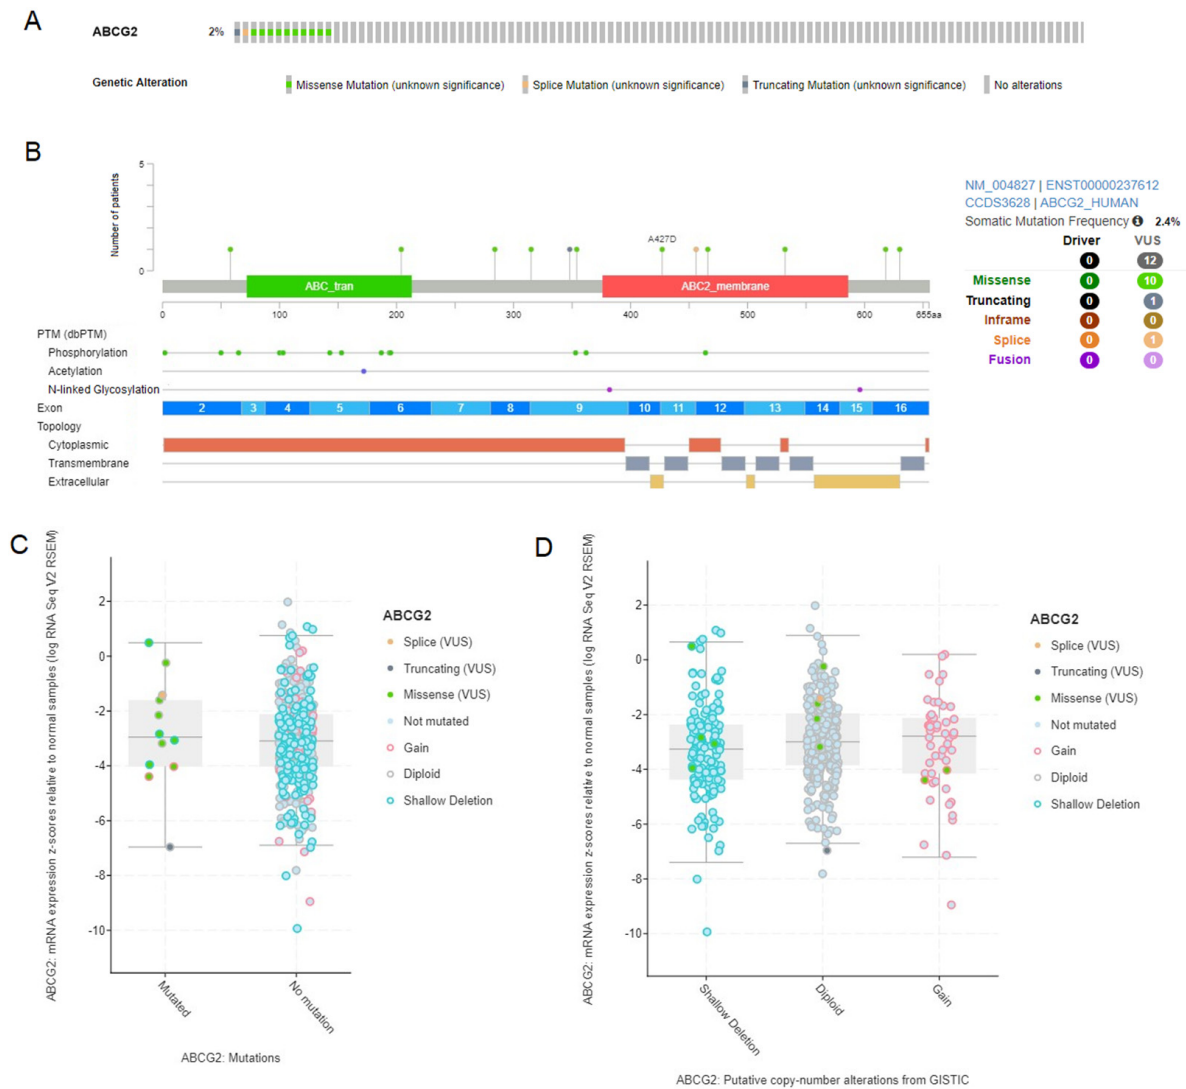 A
ABCG2 2%
Genetic Alteration Missense Mutation (unknown significance) Splice Mutation (unknown significance) Truncating Mutation (unknown significance) No alterations
B
Number of patients
5
0
A427D
ABC_tran ABC2_membrane
0 100 200 300 400 500 600 655aa
PTM (dbPTM)
Phosphorylation
Acetylation
N-linked Glycosylation
Exon 2 3 4 5 6 7 8 9 10 11 12 13 14 15 16
Topology
Cytoplasmic
Transmembrane
Extracellular
NM_004827 | ENST00000237612
CCDS3628 | ABCG2_HUMAN
Somatic Mutation Frequency i 2.4%
Driver VUS
0 12
Missense 0 10
Truncating 0 1
Inframe 0 0
Splice 0 1
Fusion 0 0
C
ABCG2: mRNA expression z-scores relative to normal samples (log RNA Seq V2 RSEM)
2
0
-2
-4
-6
-8
-10
Mutated No mutation
ABCG2: Mutations
ABCG2
Splice (VUS)
Truncating (VUS)
Missense (VUS)
Not mutated
Gain
Diploid
Shallow Deletion
D
ABCG2: mRNA expression z-scores relative to normal samples (log RNA Seq V2 RSEM)
2
0
-2
-4
-6
-8
-10
Shallow Deletion Diploid Gain
ABCG2: Putative copy-number alterations from GISTIC
ABCG2
Splice (VUS)
Truncating (VUS)
Missense (VUS)
Not mutated
Gain
Diploid
Shallow Deletion